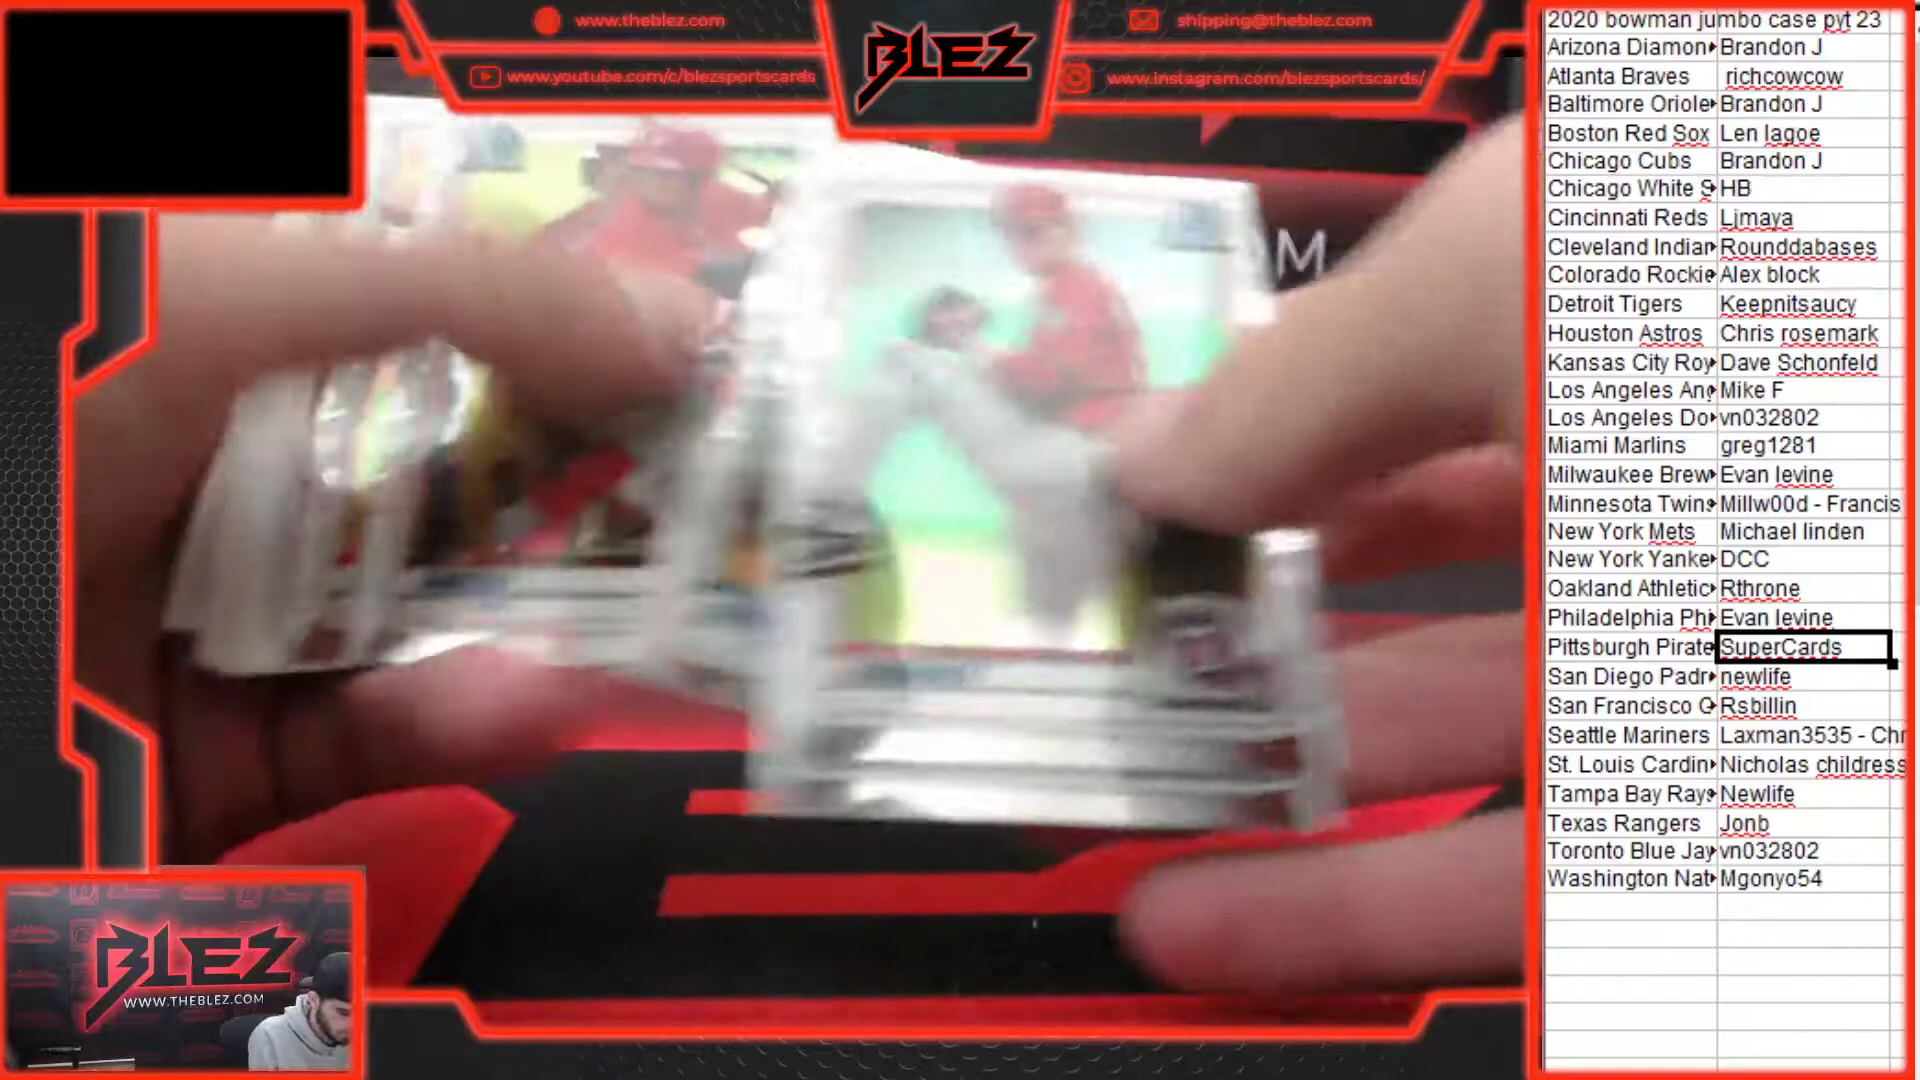 www.theblez.com
www.youtube.com/c/blezsportscards
BLEZ
shipping@theblez.com
www.instagram.com/blezsportscards/
AM
BLEZ
WWW.THEBLEZ.COM
2020 bowman jumbo case pyt 23
Arizona Diamon Brandon J
Atlanta Braves richcowcow
Baltimore Oriole Brandon J
Boston Red Sox Len lagoe
Chicago Cubs Brandon J
Chicago White S HB
Cincinnati Reds Ljmaya
Cleveland Indian Rounddabases
Colorado Rockie Alex block
Detroit Tigers Keepnitsaucy
Houston Astros Chris rosemark
Kansas City Roy Dave Schonfeld
Los Angeles Ang Mike F
Los Angeles Do vn032802
Miami Marlins greg1281
Milwaukee Brew Evan levine
Minnesota Twins Millw00d - Francis
New York Mets Michael linden
New York Yanke DCC
Oakland Athletic Rthrone
Philadelphia Phi Evan levine
Pittsburgh Pirate SuperCards
San Diego Padr newlife
San Francisco G Rsbillin
Seattle Mariners Laxman3535 - Chr
St. Louis Cardin Nicholas childress
Tampa Bay Rays Newlife
Texas Rangers Jonb
Toronto Blue Jay vn032802
Washington Nat Mgonyo54